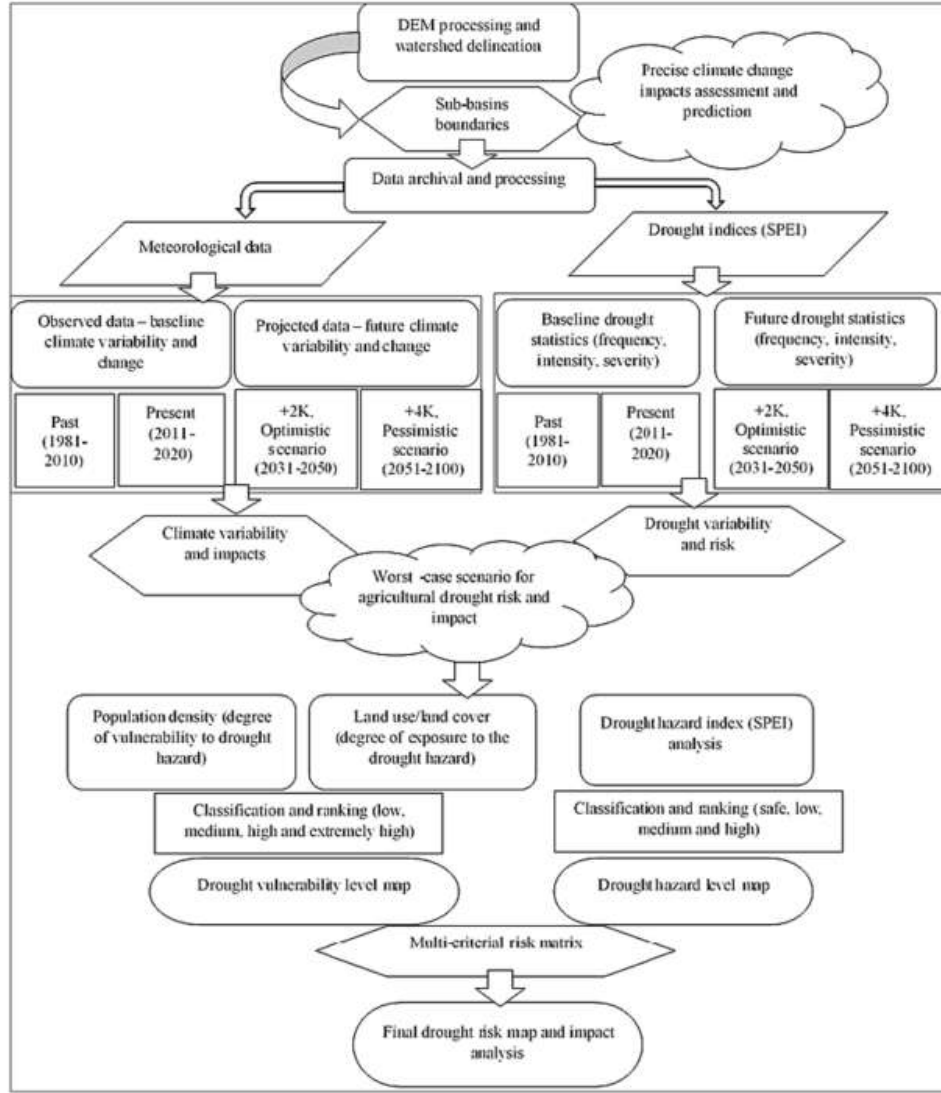 DEM processing and
watershed delineation
Precise climate change
impacts assessment and
prediction
Sub-basins
boundaries
Data archival and processing
Meteorological data
Drought indices (SPEI)
Observed data – baseline
climate variability and
change
Projected data – future climate
variability and change
Baseline drought
statistics (frequency,
intensity, severity)
Future drought statistics
(frequency, intensity,
severity)
Past
(1981-
2010)
Present
(2011-
2020)
+2K,
Optimistic
scenario
(2031-2050)
+4K,
Pessimistic
scenario
(2051-2100)
Past
(1981-
2010)
Present
(2011-
2020)
+2K,
Optimistic
scenario
(2031-2050)
+4K,
Pessimistic
scenario
(2051-2100)
Climate variability
and impacts
Drought variability
and risk
Worst -case scenario for
agricultural drought risk and
impact
Population density (degree
of vulnerability to drought
hazard)
Land use/land cover
(degree of exposure to the
drought hazard)
Drought hazard index (SPEI)
analysis
Classification and ranking (low,
medium, high and extremely high)
Classification and ranking (safe, low,
medium and high)
Drought vulnerability level map
Drought hazard level map
Multi-criterial risk matrix
Final drought risk map and impact
analysis